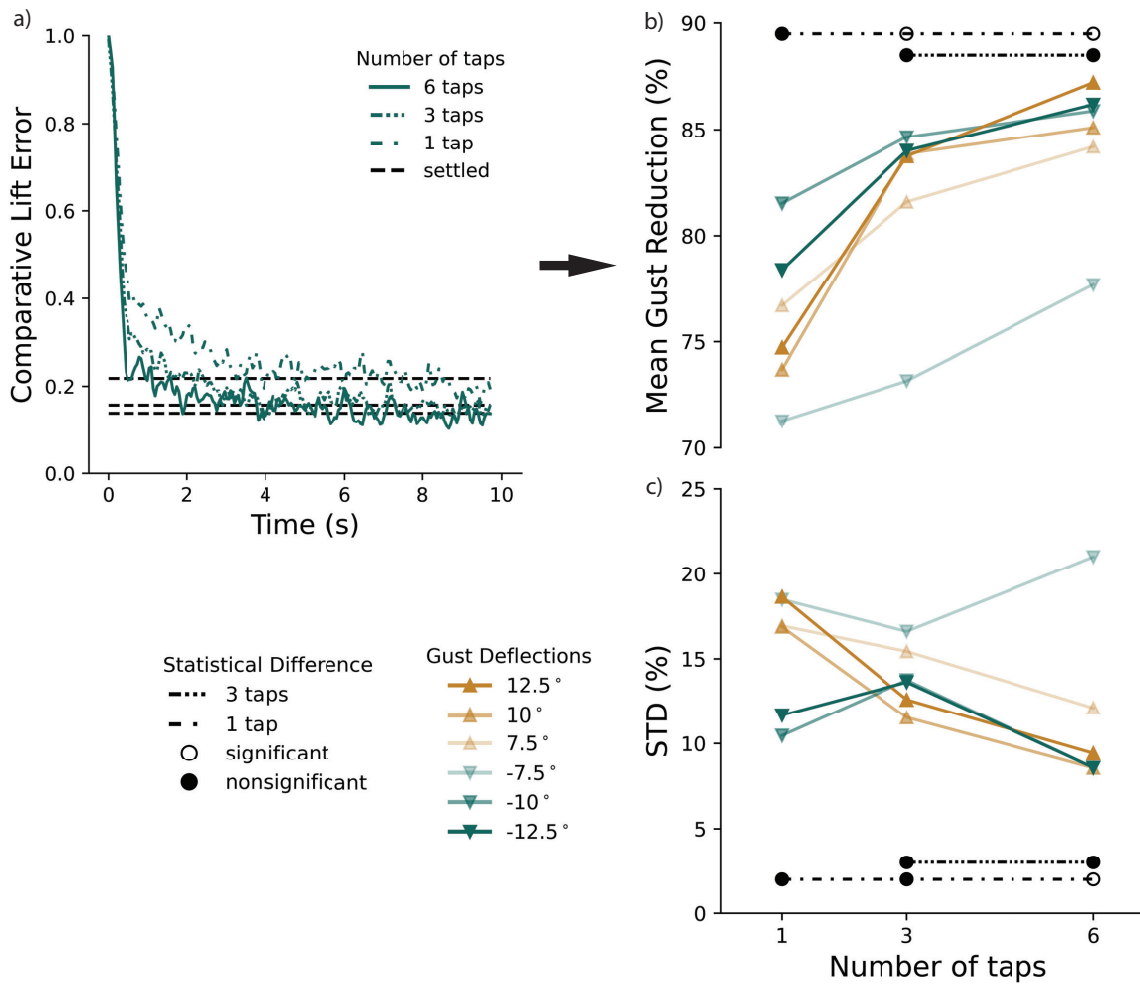 a)
Comparative Lift Error
1.0
0.8
0.6
0.4
0.2
0.0
0
2
4
6
8
10
Time (s)
Number of taps
6 taps
3 taps
1 tap
settled
b)
Mean Gust Reduction (%)
90
85
80
75
70
c)
STD (%)
25
20
15
10
5
0
1
3
6
Number of taps
Statistical Difference
3 taps
1 tap
significant
nonsignificant
Gust Deflections
12.5°
10°
7.5°
-7.5°
-10°
-12.5°